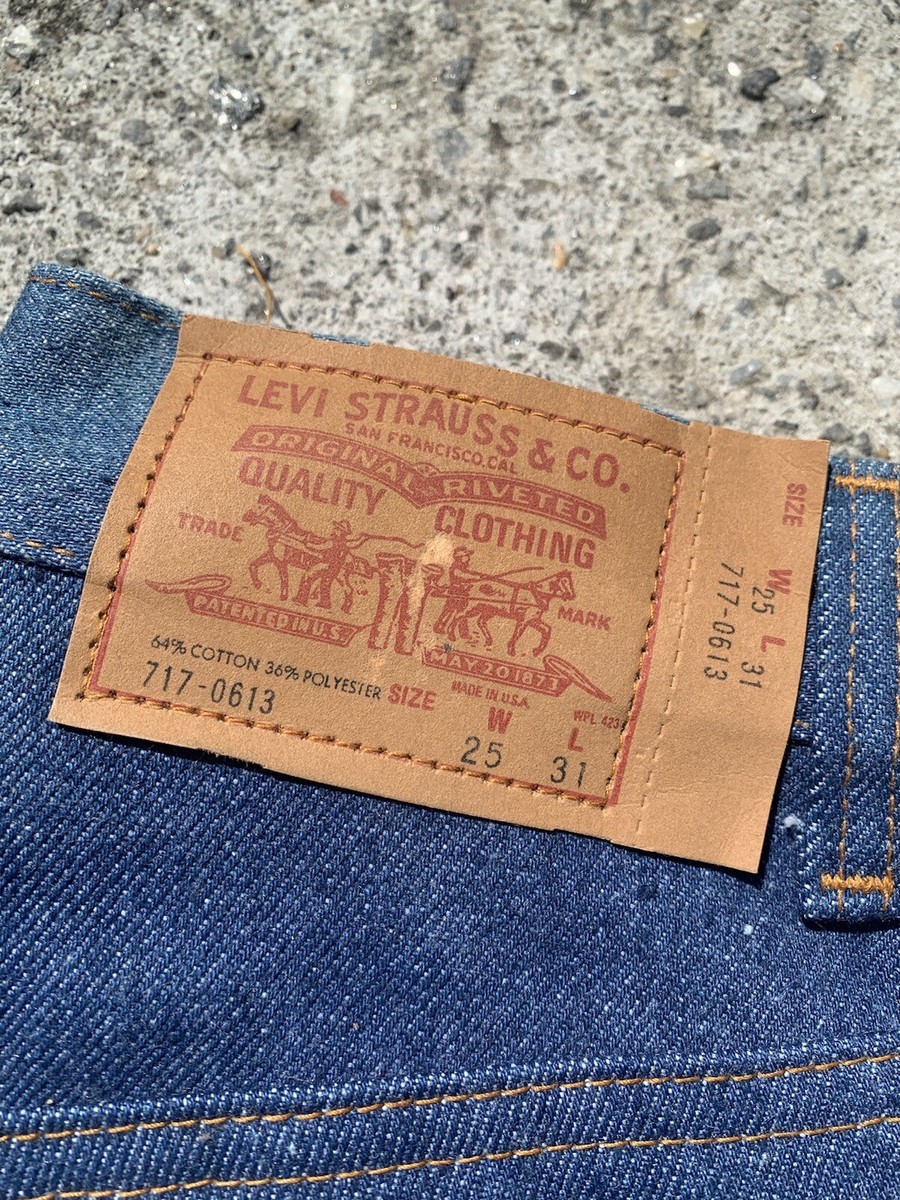 LEVI STRAUSS & CO.
SAN FRANCISCO, CAL
ORIGINAL RIVETED
QUALITY CLOTHING
TRADE MARK
PATENTED IN U.S.
MAY 20 1873
64% COTTON 36% POLYESTER
MADE IN U.S.A.
WPL 423
717-0613
SIZE W L
25 31
SIZE W L
25 31
717-0613